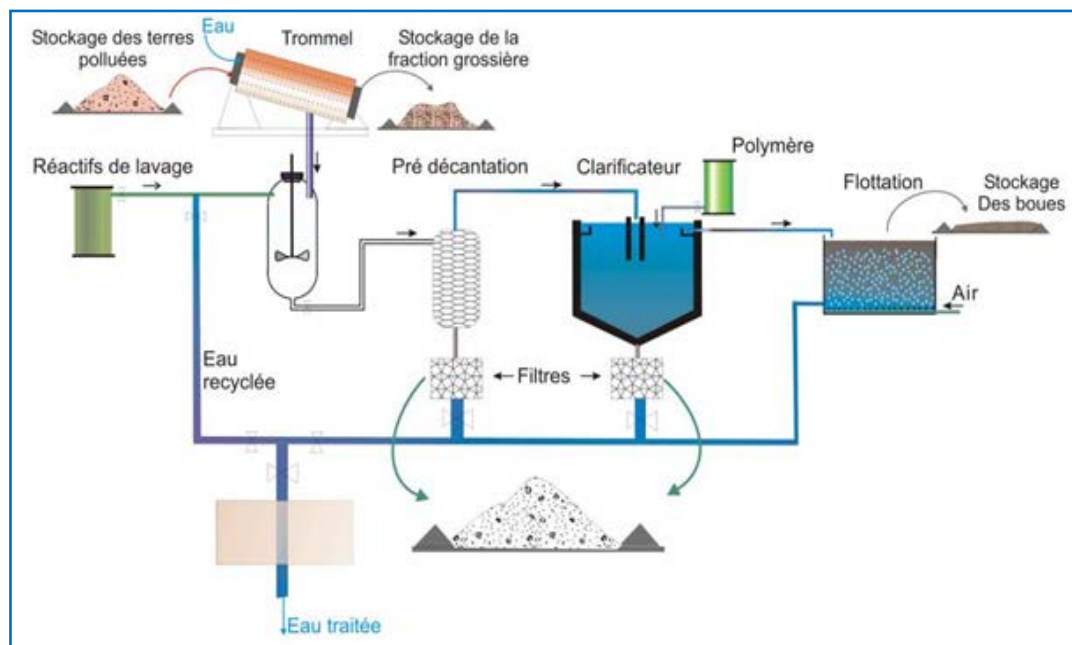 Eau
Stockage des terres
polluées
Trommel
Stockage de la
fraction grossière
Réactifs de lavage
Pré décantation
Clarificateur
Polymère
Flottation
Stockage
Des boues
Air
Eau
recyclée
Filtres
Eau traitée